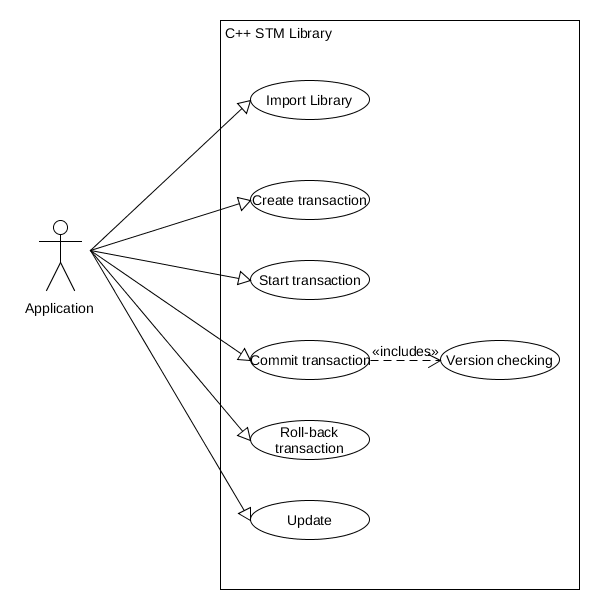 C++ STM Library
Import Library
Create transaction
Start transaction
Application
Commit transaction
«includes»
Version checking
Roll-back
transaction
Update